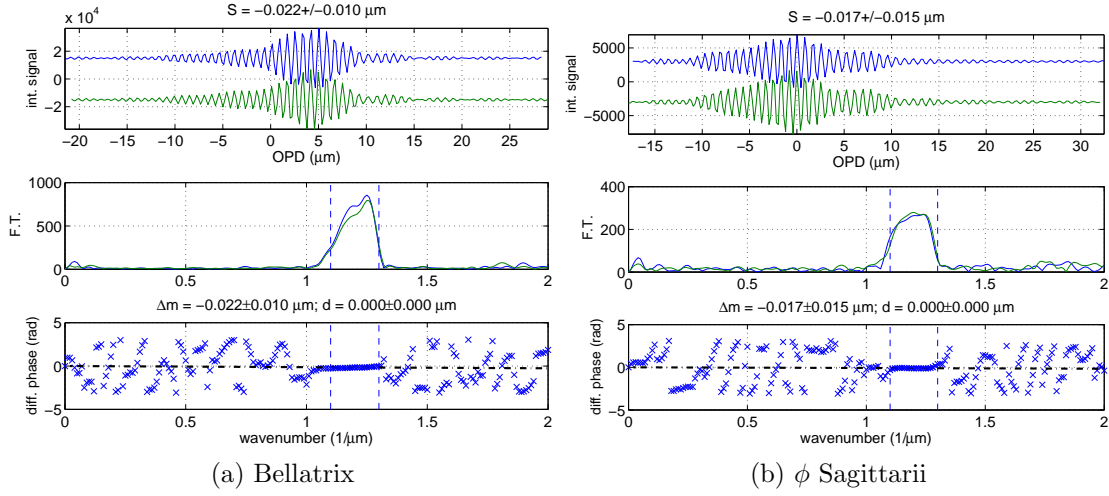 S = −0.022+/−0.010 μm
x 10⁴
2
0
−2
int. signal
−20 −15 −10 −5 0 5 10 15 20 25
OPD (μm)
1000
500
0
F.T.
0 0.5 1 1.5 2
Δm = −0.022±0.010 μm; d = 0.000±0.000 μm
5
0
−5
diff. phase (rad)
0 0.5 1 1.5 2
wavenumber (1/μm)
(a) Bellatrix
S = −0.017+/−0.015 μm
5000
0
−5000
int. signal
−15 −10 −5 0 5 10 15 20 25 30
OPD (μm)
400
200
0
F.T.
0 0.5 1 1.5 2
Δm = −0.017±0.015 μm; d = 0.000±0.000 μm
5
0
−5
diff. phase (rad)
0 0.5 1 1.5 2
wavenumber (1/μm)
(b) ϕ Sagittarii